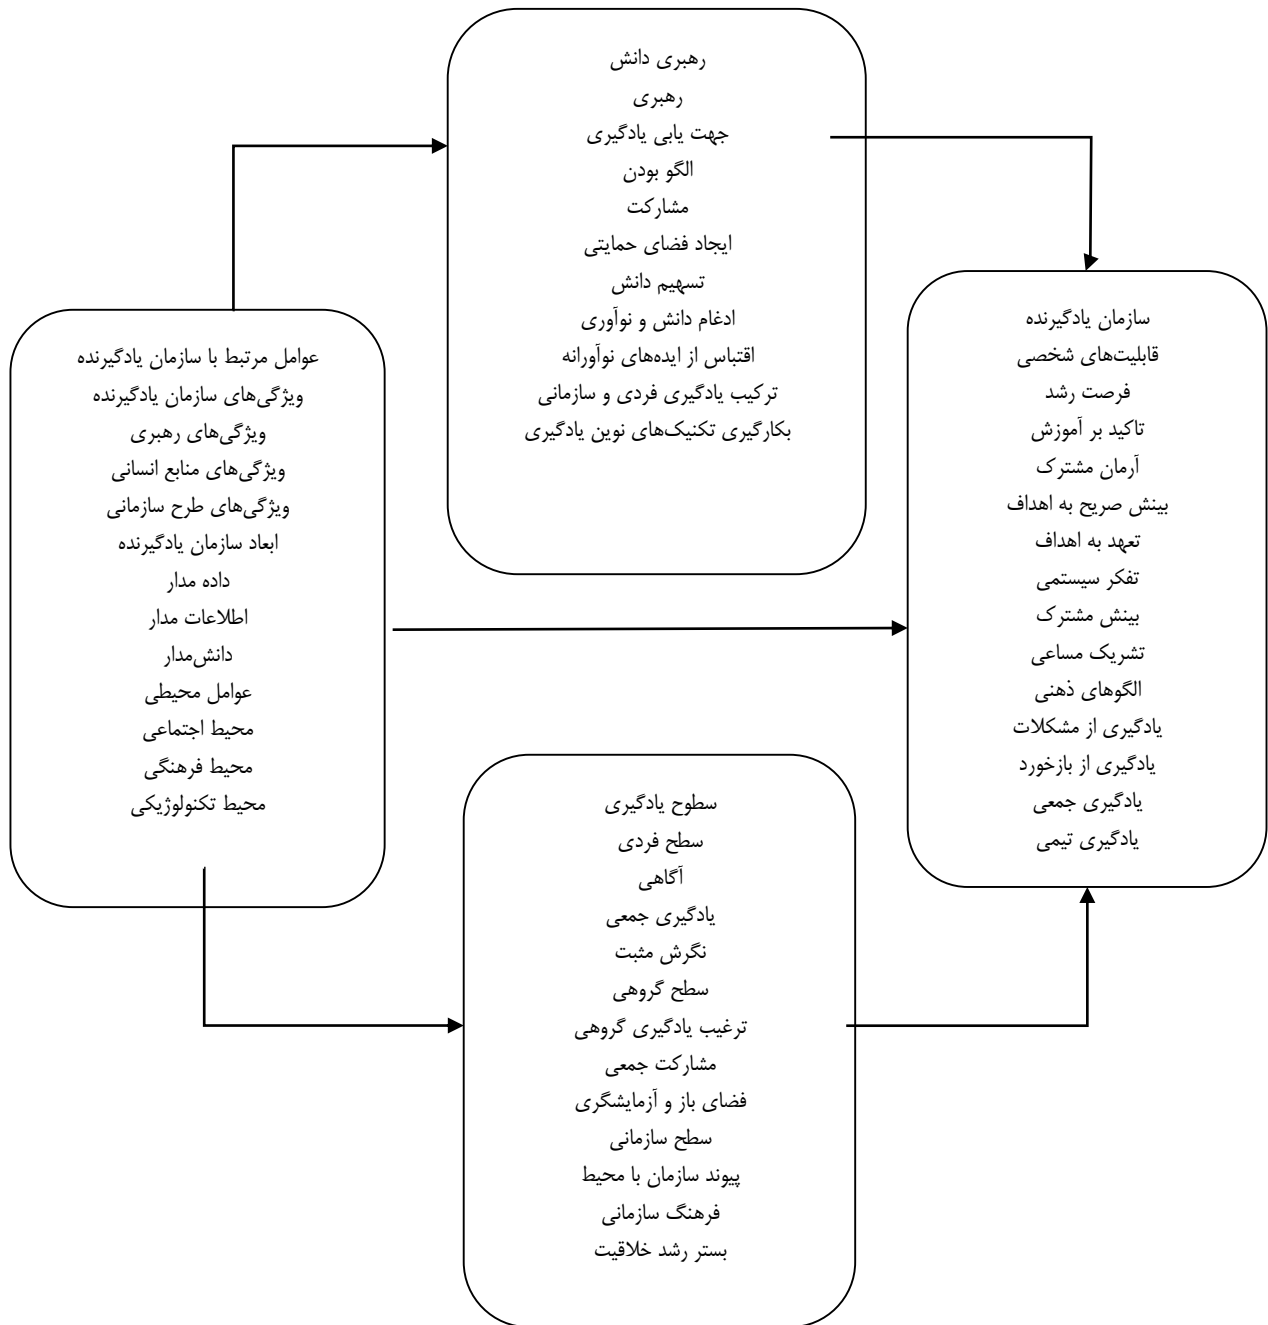 رهبری دانش
رهبری
جهت یابی یادگیری
الگو بودن
مشارکت
ایجاد فضای حمایتی
تسهیم دانش
ادغام دانش و نوآوری
اقتباس از ایده‌های نوآورانه
ترکیب یادگیری فردی و سازمانی
بکارگیری تکنیک‌های نوین یادگیری
سازمان یادگیرنده
قابلیت‌های شخصی
فرصت رشد
تاکید بر آموزش
آرمان مشترک
بینش صریح به اهداف
تعهد به اهداف
تفکر سیستمی
بینش مشترک
تشریک مساعی
الگوهای ذهنی
یادگیری از مشکلات
یادگیری از بازخورد
یادگیری جمعی
یادگیری تیمی
عوامل مرتبط با سازمان یادگیرنده
ویژگی‌های سازمان یادگیرنده
ویژگی‌های رهبری
ویژگی‌های منابع انسانی
ویژگی‌های طرح سازمانی
ابعاد سازمان یادگیرنده
داده مدار
اطلاعات مدار
دانش‌مدار
عوامل محیطی
محیط اجتماعی
محیط فرهنگی
محیط تکنولوژیکی
سطوح یادگیری
سطح فردی
آگاهی
یادگیری جمعی
نگرش مثبت
سطح گروهی
ترغیب یادگیری گروهی
مشارکت جمعی
فضای باز و آزمایشگری
سطح سازمانی
پیوند سازمان با محیط
فرهنگ سازمانی
بستر رشد خلاقیت